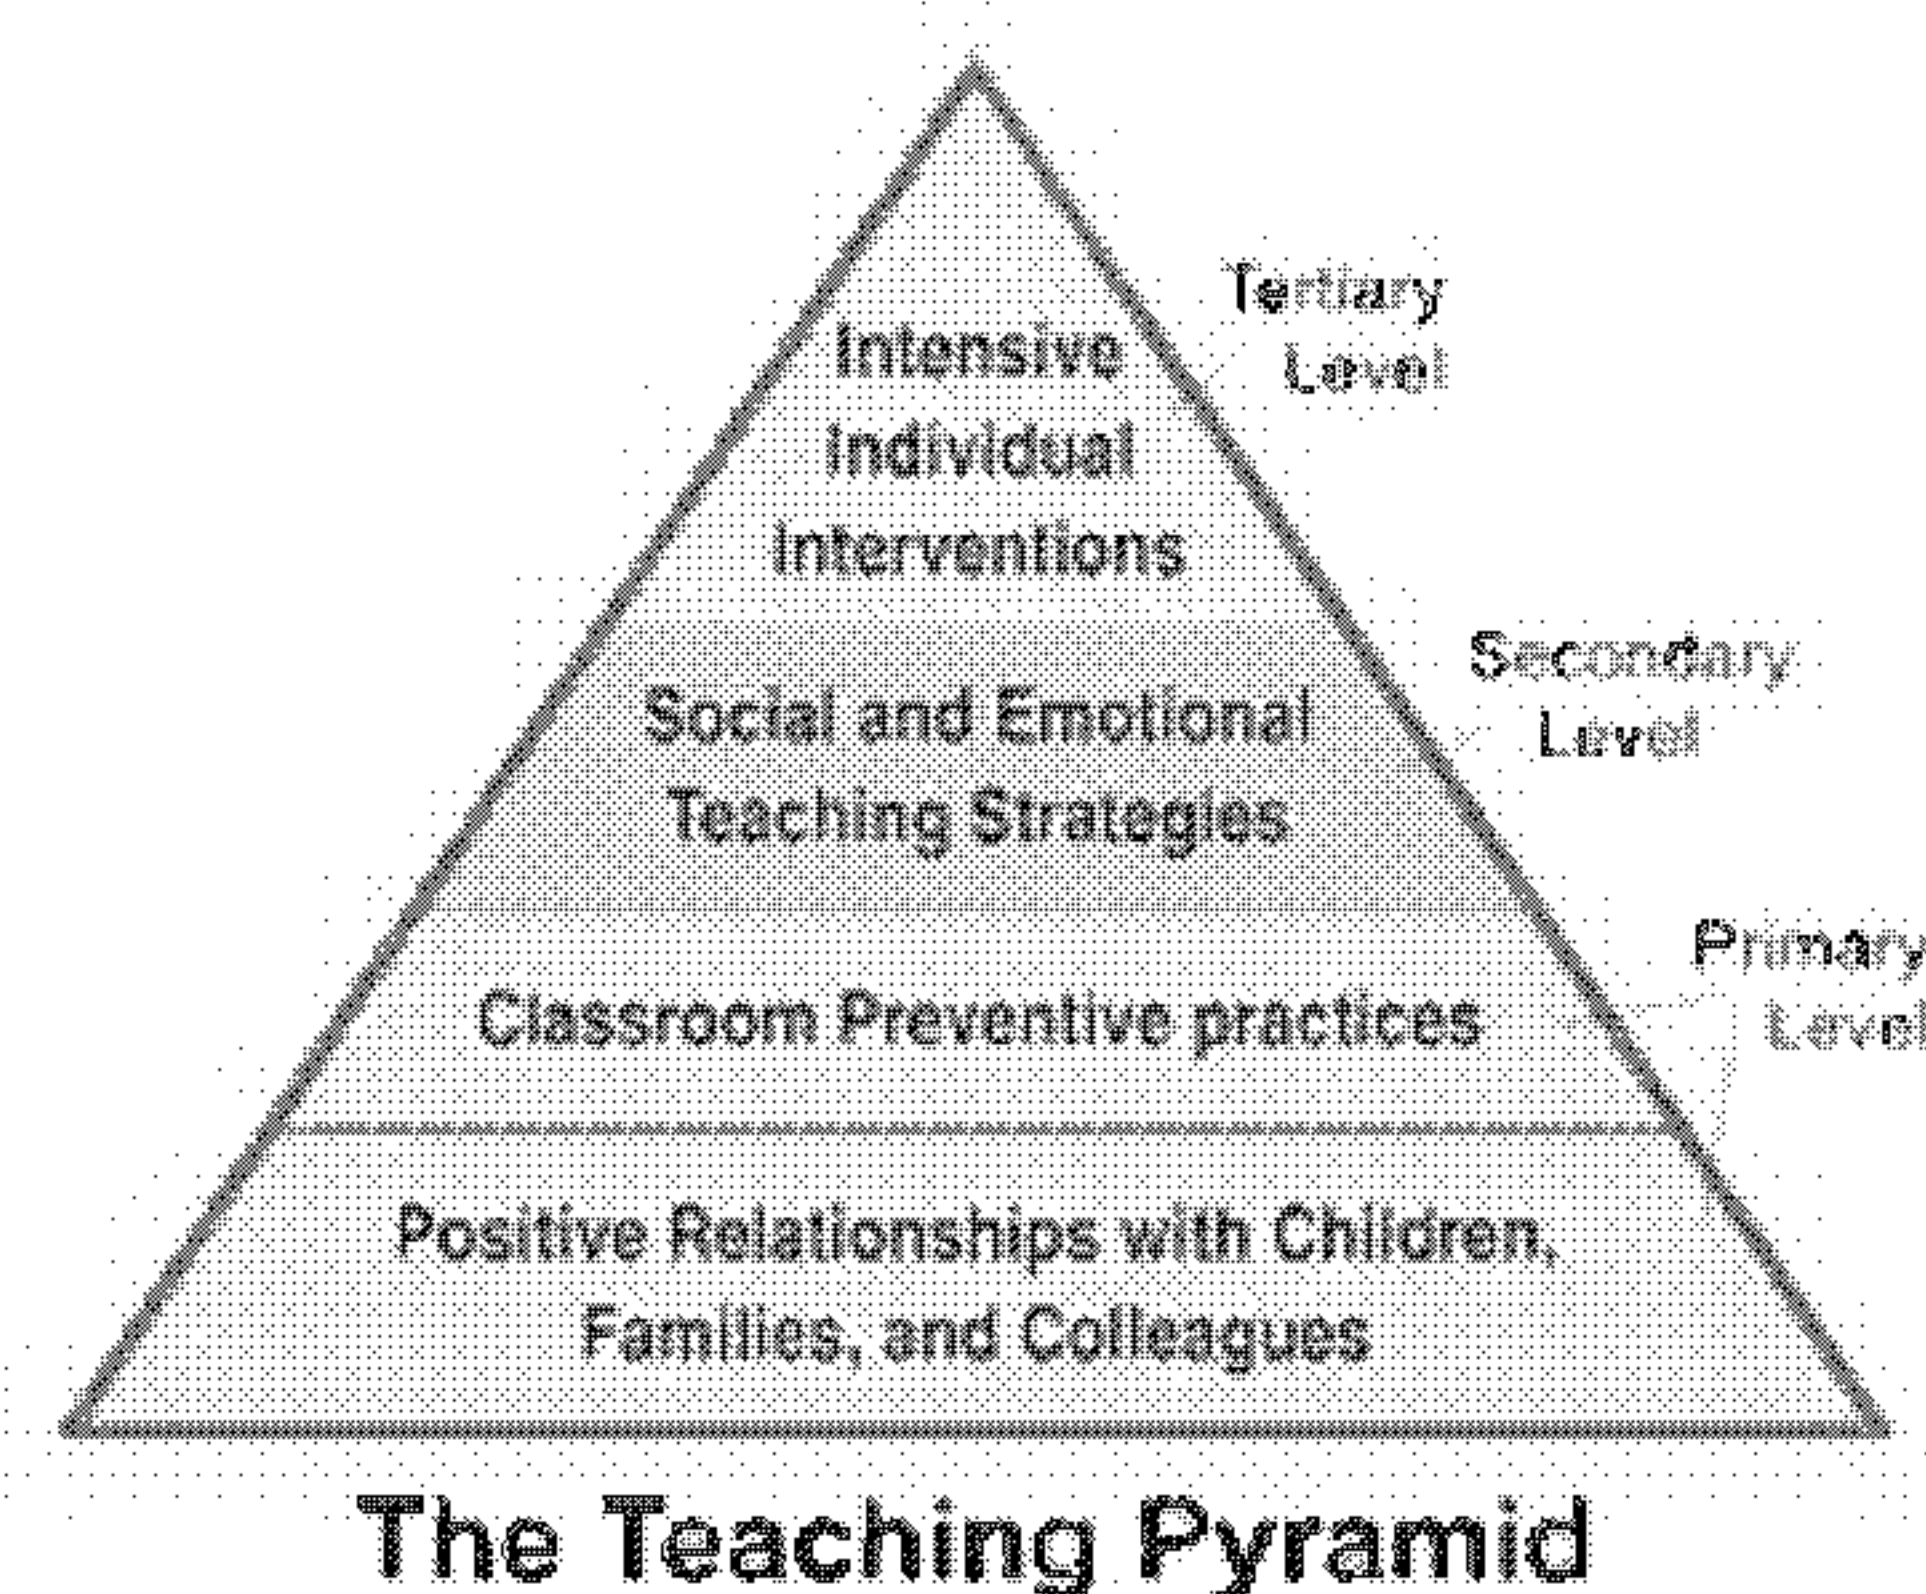 Tertiary
Level
Intensive
Individual
Interventions
Secondary
Level
Social and Emotional
Teaching Strategies
Primary
Level
Classroom Preventive practices
Positive Relationships with Children,
Families, and Colleagues
The Teaching Pyramid